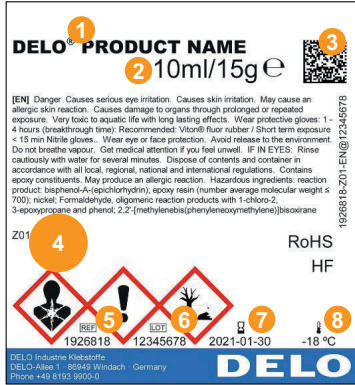 1
DELO® PRODUCT NAME
3
2 10ml/15g e
[EN] Danger Causes serious eye irritation. Causes skin irritation. May cause an
allergic skin reaction. Causes damage to organs through prolonged or repeated
exposure. Very toxic to aquatic life with long lasting effects. Wear protective gloves: 1 -
4 hours (breakthrough time): Recommended: Viton® fluor rubber / Short term exposure
< 15 min Nitrile gloves.. Wear eye or face protection. Avoid release to the environment.
Do not breathe vapour. Get medical attention if you feel unwell. IF IN EYES: Rinse
cautiously with water for several minutes. Dispose of contents and container in
accordance with all local, regional, national and international regulations. Contains
epoxy constituents. May produce an allergic reaction. Hazardous ingredients: reaction
product: bisphenol-A-(epichlorhydrin); epoxy resin (number average molecular weight ≤
700); nickel; Formaldehyde, oligomeric reaction products with 1-chloro-2,
3-epoxypropane and phenol; 2,2'-[methylenebis(phenyleneoxymethylene)]bisoxirane
1926818-Z01-EN@12345678
Z01
4
RoHS
HF
5 6 7 8
REF LOT
1926818 12345678 2021-01-30 -18 ºC
DELO Industrie Klebstoffe
DELO-Allee 1 · 86949 Windach · Germany
Phone +49 8193 9900-0
DELO